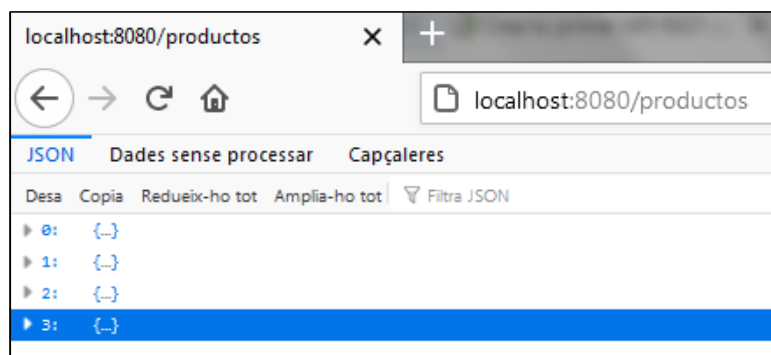 localhost:8080/productos
localhost:8080/productos
JSON Dades sense processar Capçaleres
Desa Copia Redueix-ho tot Amplia-ho tot Filtra JSON
0: {…}
1: {…}
2: {…}
3: {…}